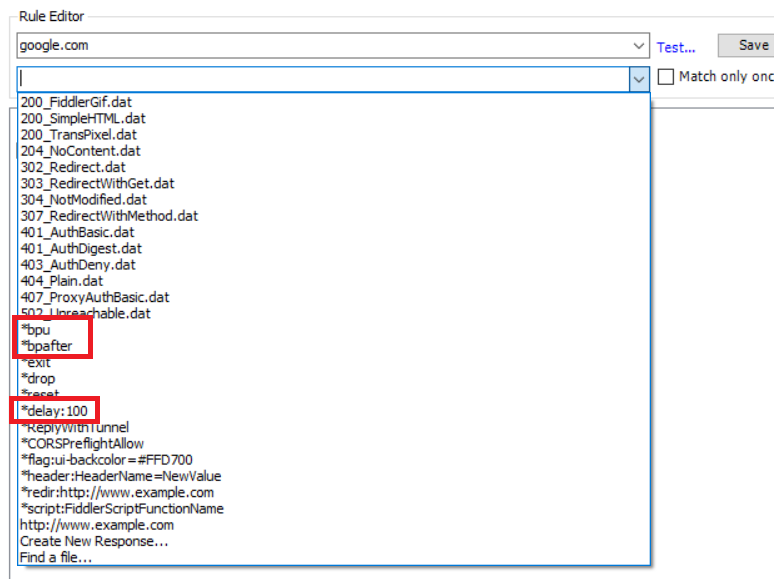 Rule Editor
google.com
Test...
Save
Match only onc
200_FiddlerGif.dat
200_SimpleHTML.dat
200_TransPixel.dat
204_NoContent.dat
302_Redirect.dat
303_RedirectWithGet.dat
304_NotModified.dat
307_RedirectWithMethod.dat
401_AuthBasic.dat
401_AuthDigest.dat
403_AuthDeny.dat
404_Plain.dat
407_ProxyAuthBasic.dat
502_Unreachable.dat
*bpu
*bpafter
*exit
*drop
*reset
*delay:100
*ReplyWithTunnel
*CORSPreflightAllow
*flag:ui-backcolor=#FFD700
*header:HeaderName=NewValue
*redir:http://www.example.com
*script:FiddlerScriptFunctionName
http://www.example.com
Create New Response...
Find a file...